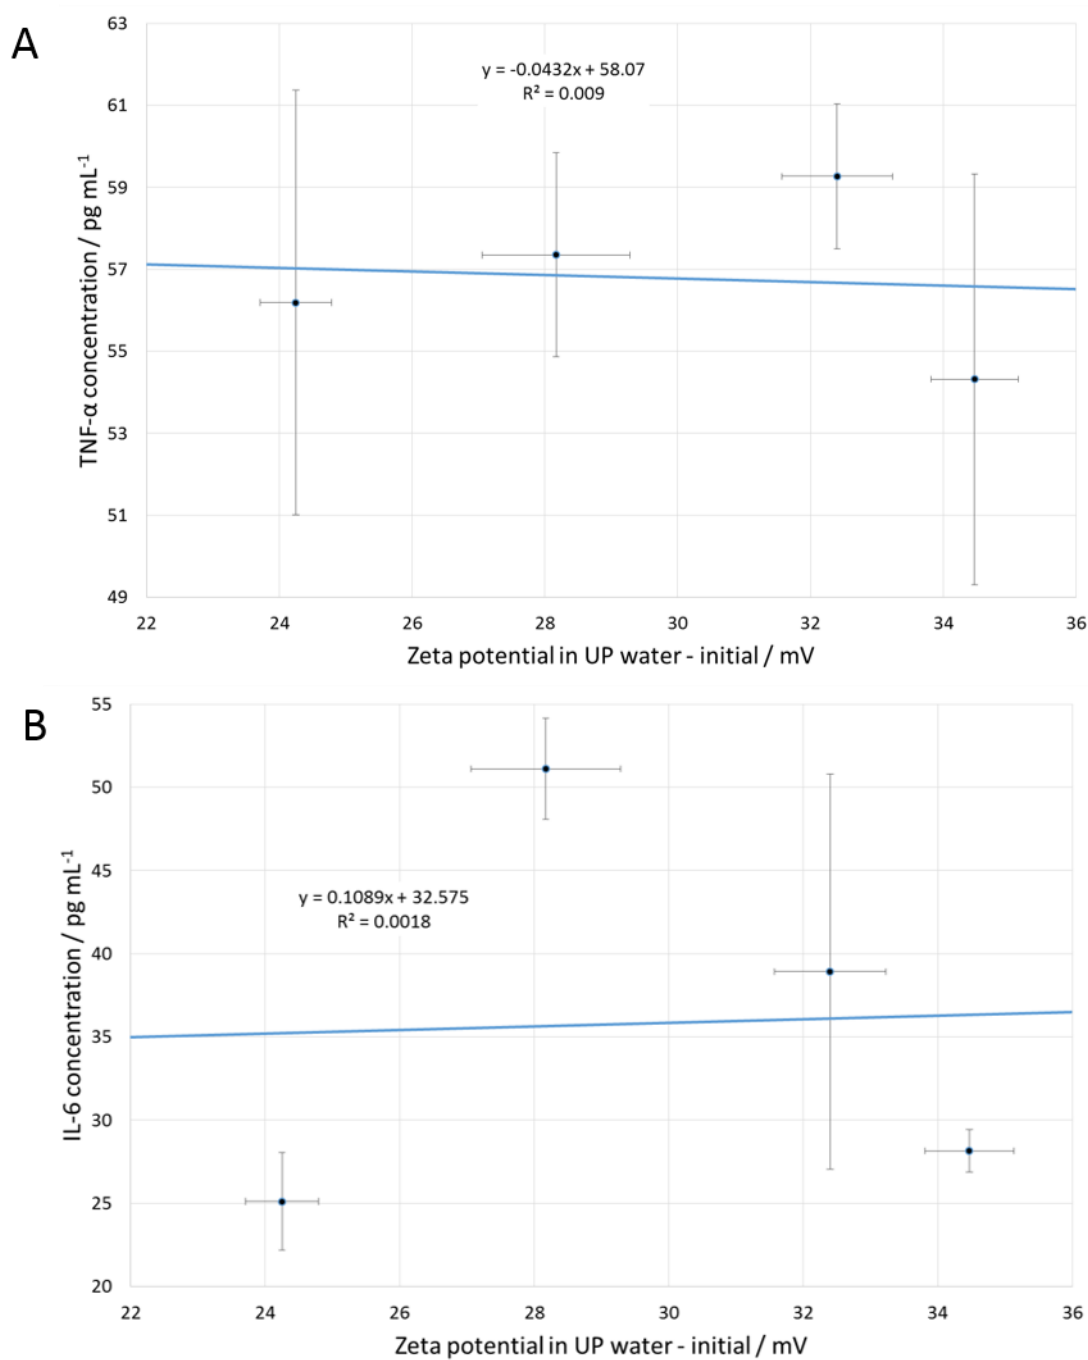 A
63
61
59
57
55
53
51
49
TNF-α concentration / pg mL⁻¹
y = -0.0432x + 58.07
R² = 0.009
22 24 26 28 30 32 34 36
Zeta potential in UP water - initial / mV
B
55
50
45
40
35
30
25
20
IL-6 concentration / pg mL⁻¹
y = 0.1089x + 32.575
R² = 0.0018
22 24 26 28 30 32 34 36
Zeta potential in UP water - initial / mV